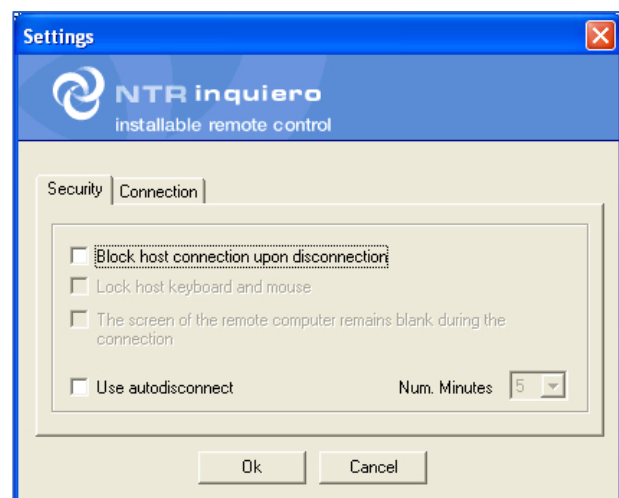 Settings
NTR inquiero
installable remote control
Security
Connection
Block host connection upon disconnection
Lock host keyboard and mouse
The screen of the remote computer remains blank during the
connection
Use autodisconnect Num. Minutes 5
Ok Cancel